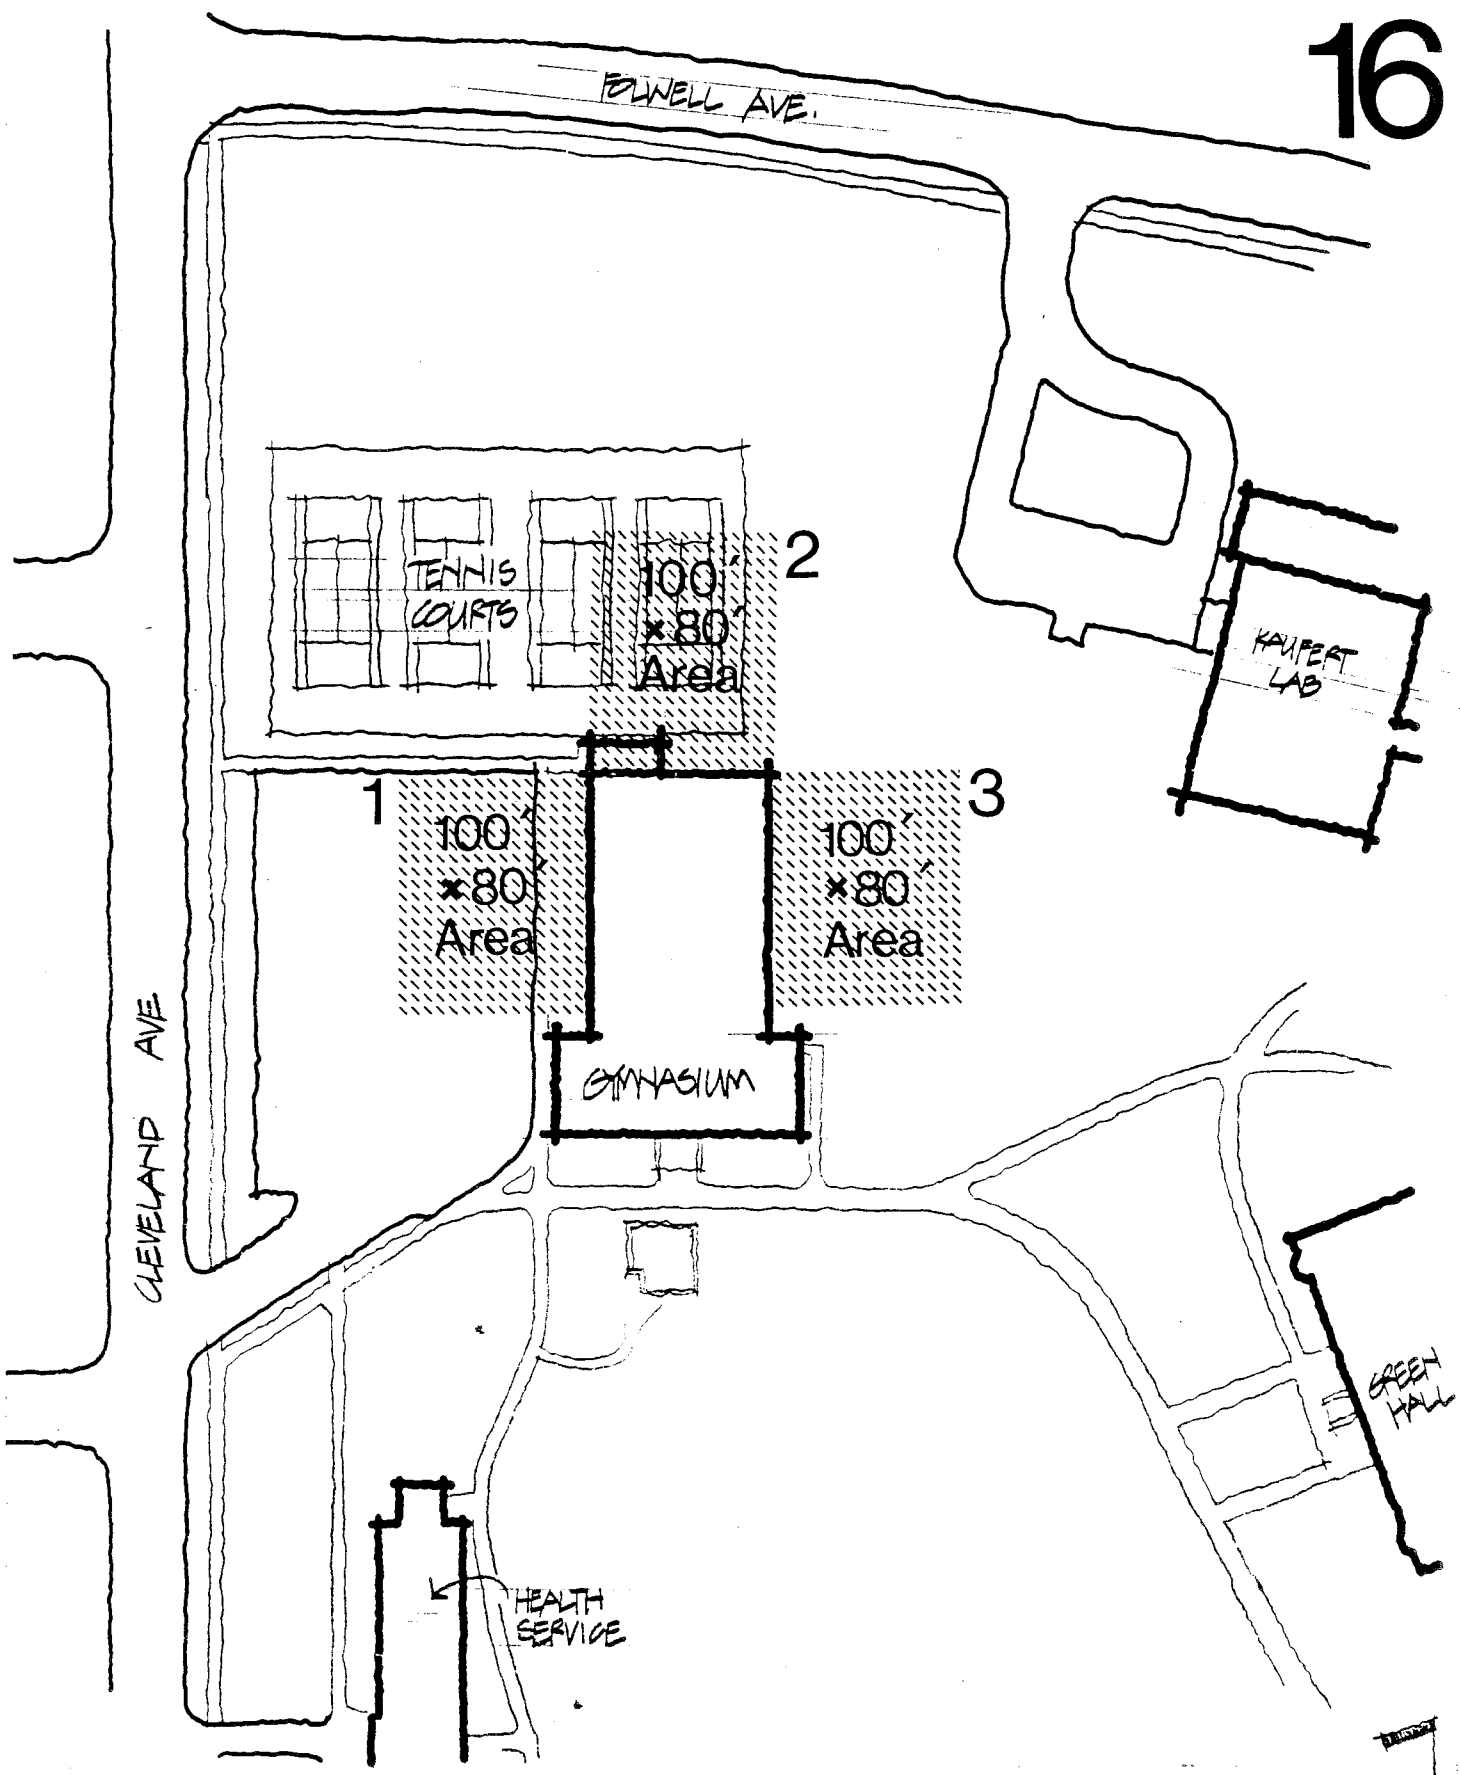 16
FOLWELL AVE.
TENNIS
COURTS
2
100'
×80'
Area
KAUFERT
LAB
1
100'
×80'
Area
3
100'
×80'
Area
CLEVELAND AVE
GYMNASIUM
GREEN
HALL
HEALTH
SERVICE